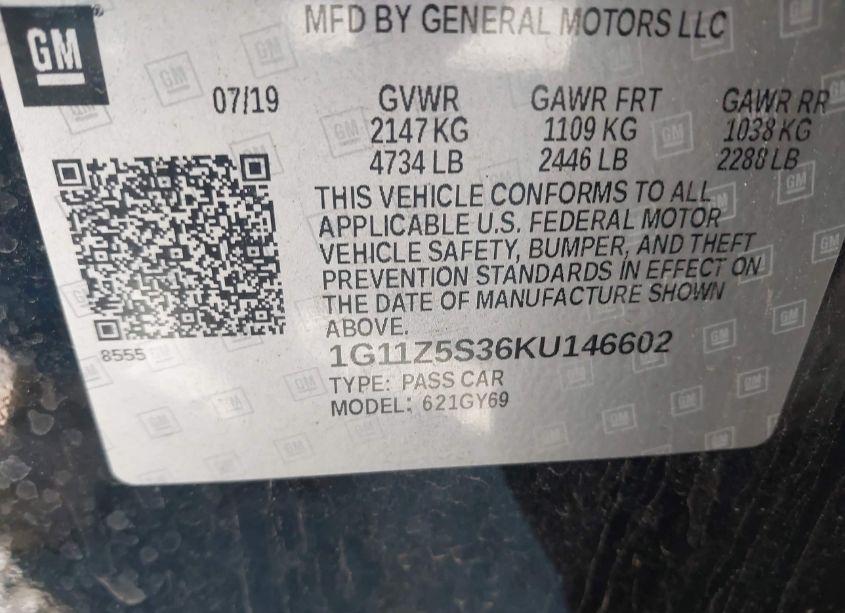 GM
MFD BY GENERAL MOTORS LLC
07/19 GVWR GAWR FRT GAWR RR
2147 KG 1109 KG 1038 KG
4734 LB 2446 LB 2288 LB
THIS VEHICLE CONFORMS TO ALL
APPLICABLE U.S. FEDERAL MOTOR
VEHICLE SAFETY, BUMPER, AND THEFT
PREVENTION STANDARDS IN EFFECT ON
THE DATE OF MANUFACTURE SHOWN
ABOVE.
8555
1G11Z5S36KU146602
TYPE: PASS CAR
MODEL: 621GY69